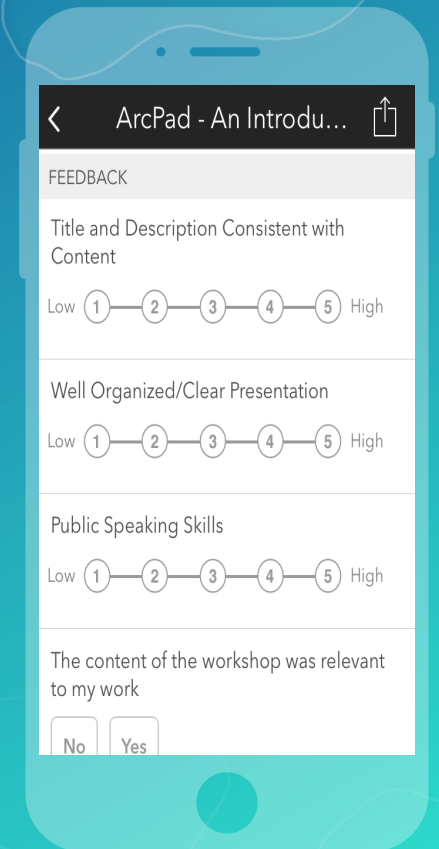 ArcPad - An Introdu...
FEEDBACK
Title and Description Consistent with
Content
Low 1 2 3 4 5 High
Well Organized/Clear Presentation
Low 1 2 3 4 5 High
Public Speaking Skills
Low 1 2 3 4 5 High
The content of the workshop was relevant
to my work
No Yes